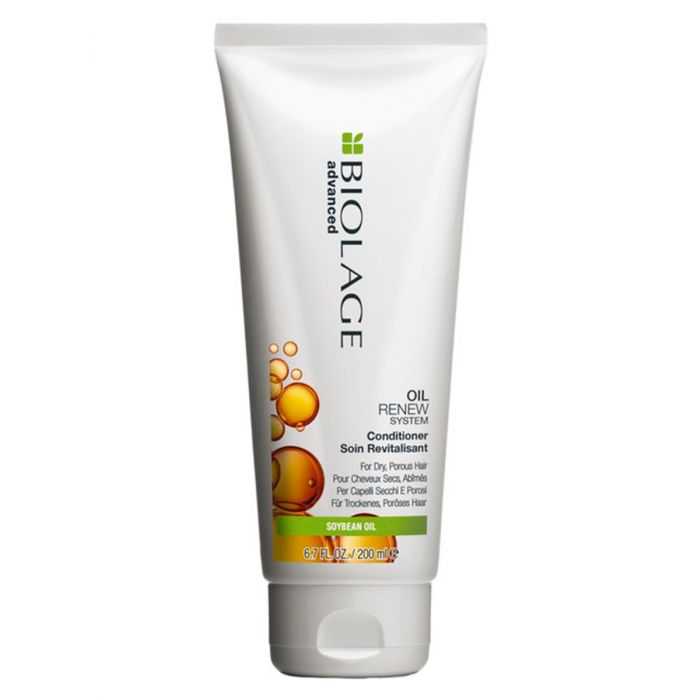 BIOLAGE
advanced
OIL
RENEW
SYSTEM
Conditioner
Soin Revitalisant
For Dry, Porous Hair
Pour Cheveux Secs, Abîmés
Per Capelli Secchi E Porosi
Für Trockenes, Poröses Haar
SOYBEAN OIL
6.7 FL.OZ./200 ml ℮